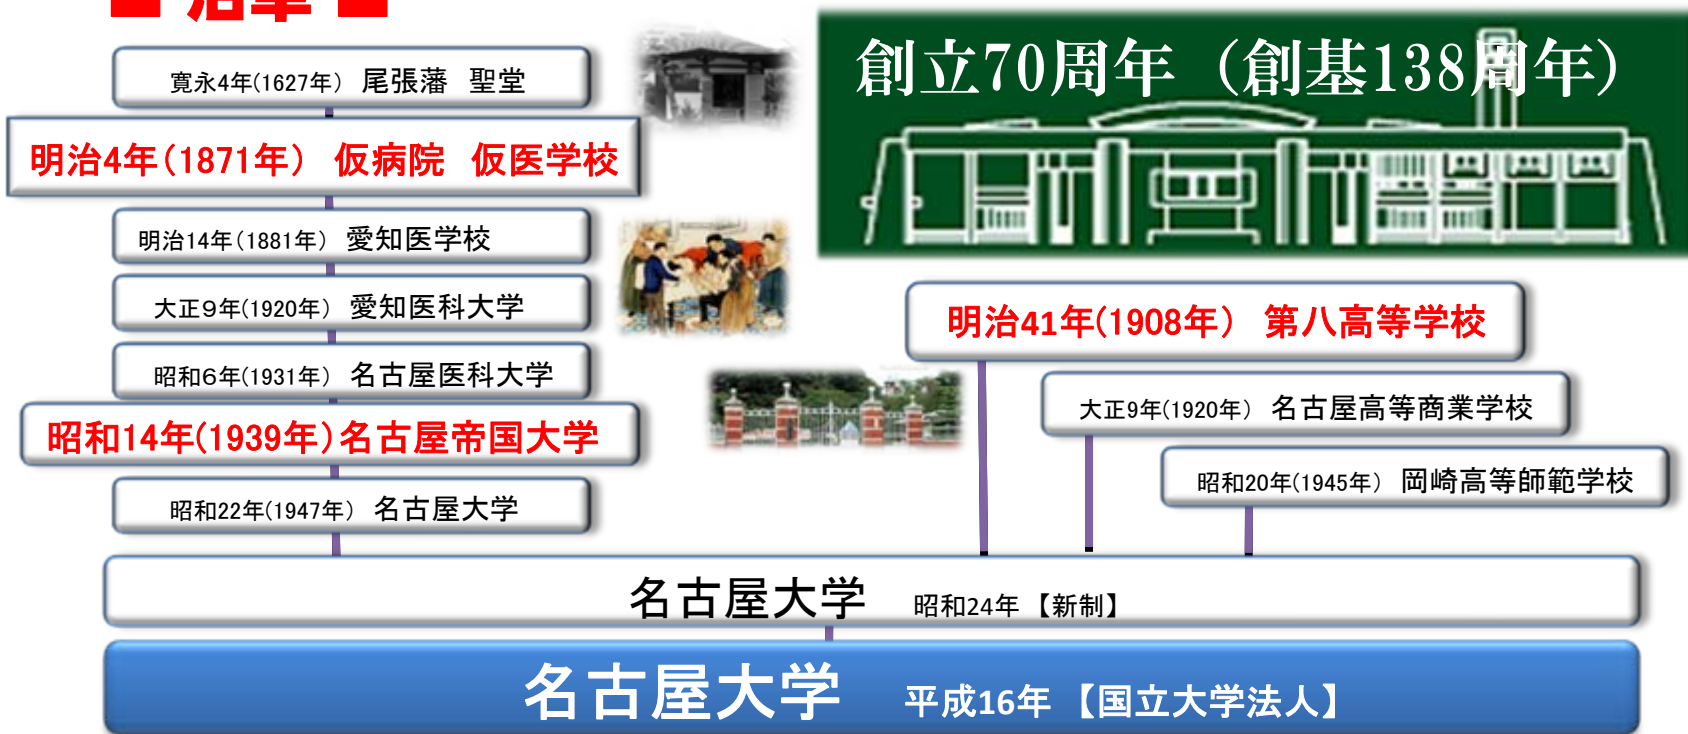 ■ 沿革 ■
創立70周年（創基138周年）
寛永4年(1627年) 尾張藩 聖堂
明治4年(1871年) 仮病院 仮医学校
明治14年(1881年) 愛知医学校
大正9年(1920年) 愛知医科大学
昭和6年(1931年) 名古屋医科大学
昭和14年(1939年)名古屋帝国大学
昭和22年(1947年) 名古屋大学
明治41年(1908年) 第八高等学校
大正9年(1920年) 名古屋高等商業学校
昭和20年(1945年) 岡崎高等師範学校
名古屋大学 昭和24年【新制】
名古屋大学 平成16年【国立大学法人】